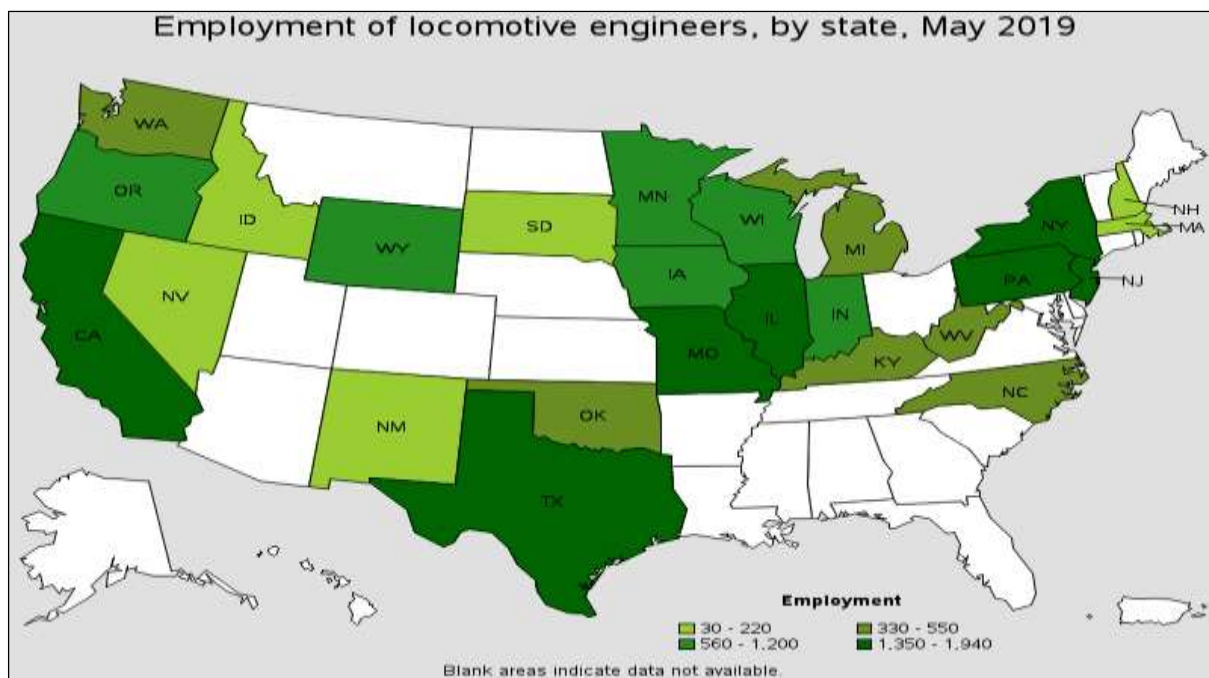 Employment of locomotive engineers, by state, May 2019
WA
OR
ID
WY
SD
MN
WI
MI
NY
NH
MA
NV
CA
IA
IL
IN
PA
NJ
MO
KY
WV
NC
NM
OK
TX
Employment
30 - 220
330 - 550
560 - 1.200
1.350 - 1.940
Blank areas indicate data not available.